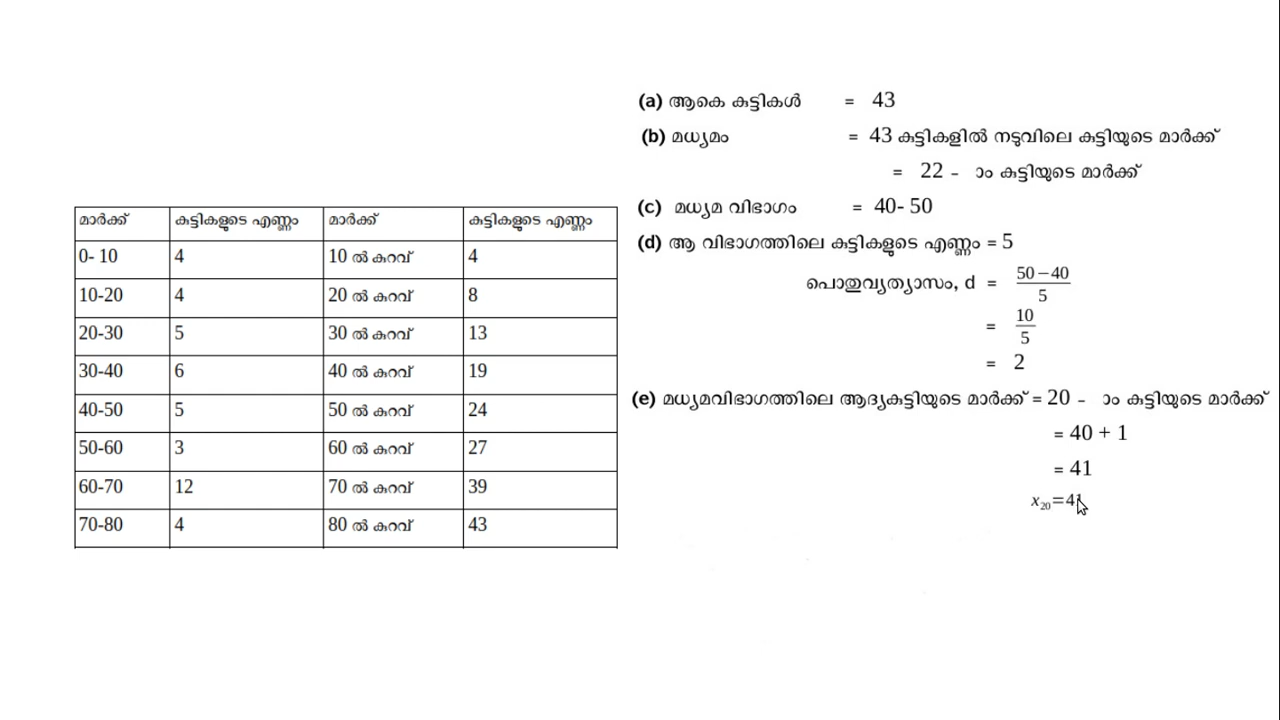 മാർക്ക് കുട്ടികളുടെ എണ്ണം മാർക്ക് കുട്ടികളുടെ എണ്ണം
0- 10 4 10 ൽ കുറവ് 4
10-20 4 20 ൽ കുറവ് 8
20-30 5 30 ൽ കുറവ് 13
30-40 6 40 ൽ കുറവ് 19
40-50 5 50 ൽ കുറവ് 24
50-60 3 60 ൽ കുറവ് 27
60-70 12 70 ൽ കുറവ് 39
70-80 4 80 ൽ കുറവ് 43
(a) ആകെ കുട്ടികൾ = 43
(b) മധ്യമം = 43 കുട്ടികളിൽ നടുവിലെ കുട്ടിയുടെ മാർക്ക്
= 22 - ാം കുട്ടിയുടെ മാർക്ക്
(c) മധ്യമ വിഭാഗം = 40- 50
(d) ആ വിഭാഗത്തിലെ കുട്ടികളുടെ എണ്ണം = 5
പൊതുവ്യത്യാസം, d = 50−40/5
= 10/5
= 2
(e) മധ്യമവിഭാഗത്തിലെ ആദ്യകുട്ടിയുടെ മാർക്ക് = 20 - ാം കുട്ടിയുടെ മാർക്ക്
= 40 + 1
= 41
x₂₀=41